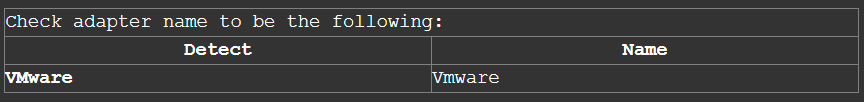 Check adapter name to be the following:
Detect Name
VMware Vmware